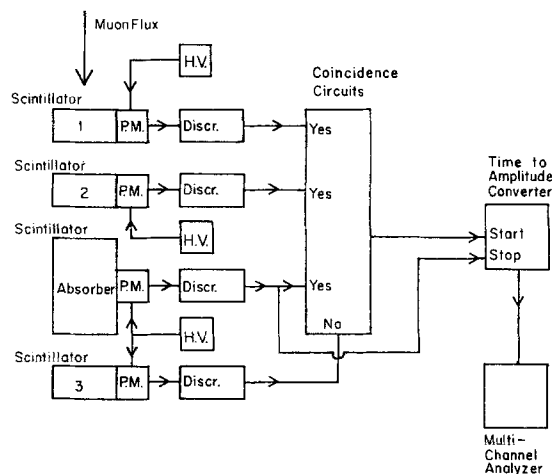 Muon Flux
H.V.
Coincidence
Circuits
Scintillator
1
P.M.
Discr.
Yes
Scintillator
2
P.M.
Discr.
Yes
Time to
Amplitude
Converter
H.V.
Scintillator
Start
Stop
Absorber
P.M.
Discr.
Yes
No
H.V.
Scintillator
3
P.M.
Discr.
Multi-
Channel
Analyzer